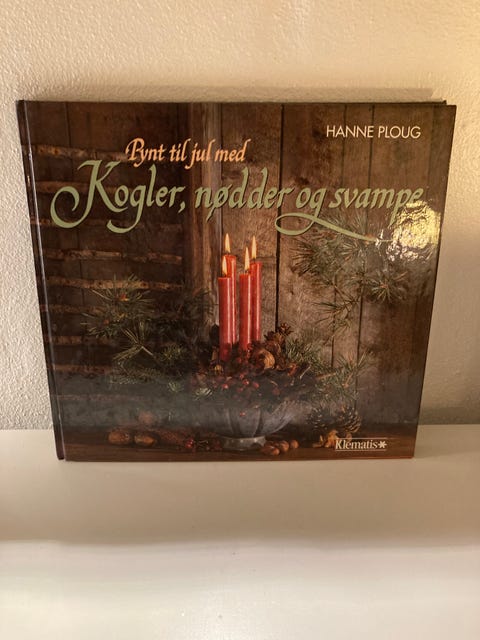 HANNE PLOUG
Pynt til jul med
Kogler, nødder og svampe
Klematis